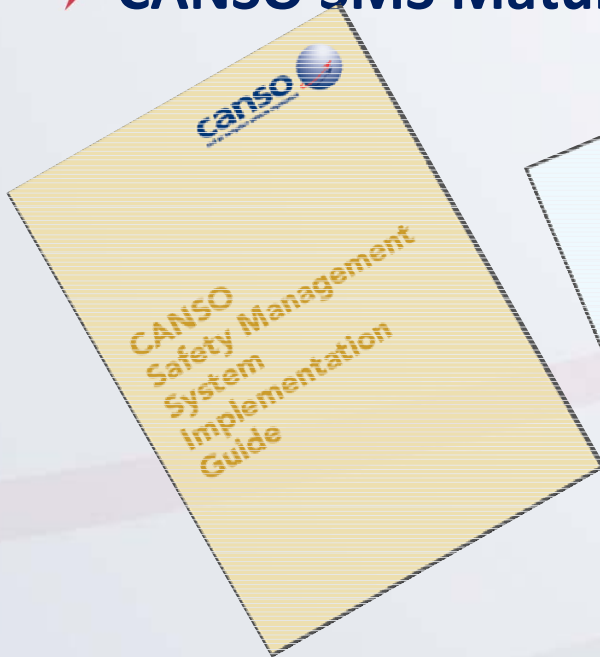 CANSO SMS Matu
canso
CANSO
Safety Management
System
Implementation
Guide